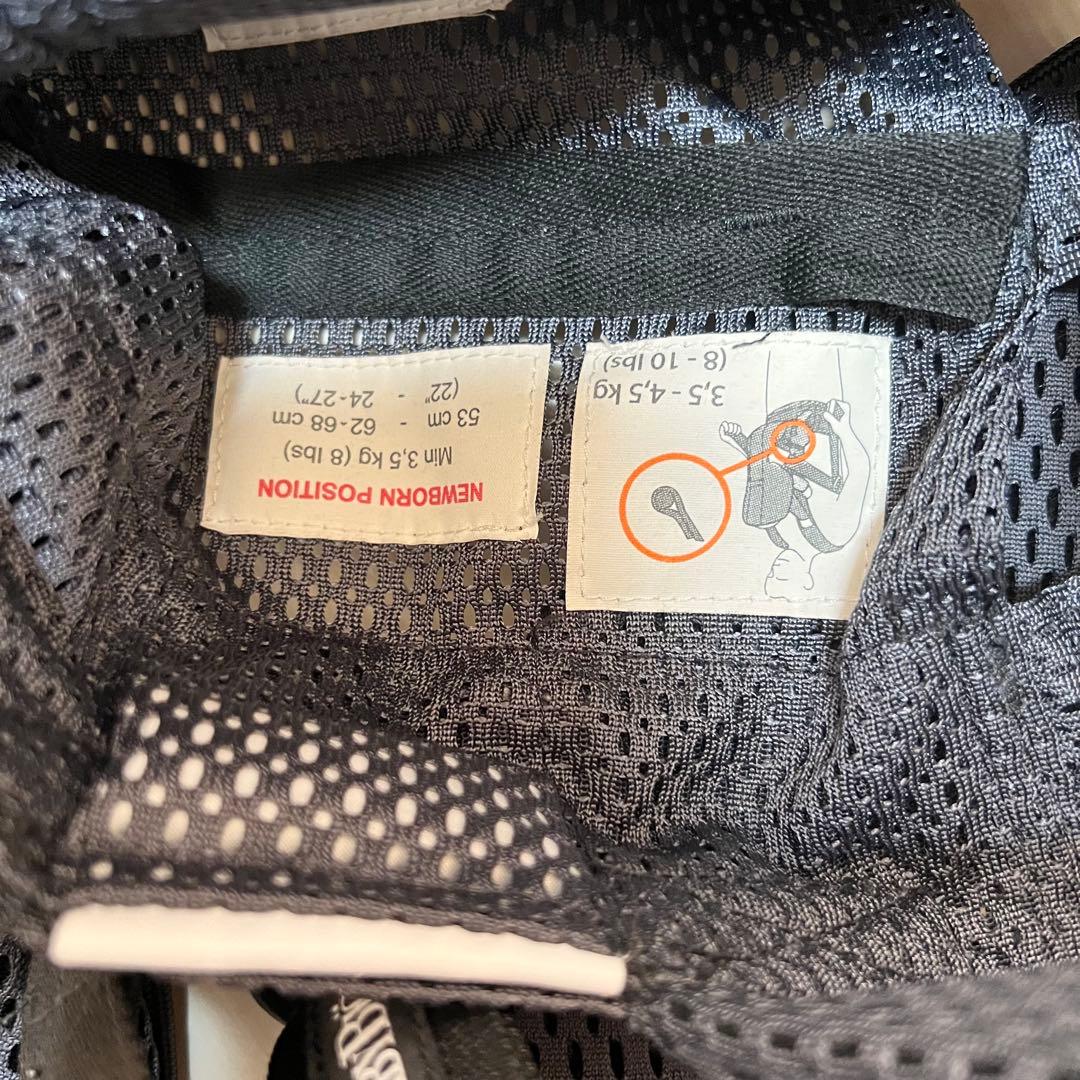 NEWBORN POSITION
Min 3,5 kg (8 lbs)
53 cm - 62-68 cm
(22" - 24-27")
3,5 - 4,5 kg
(8 - 10 lbs)